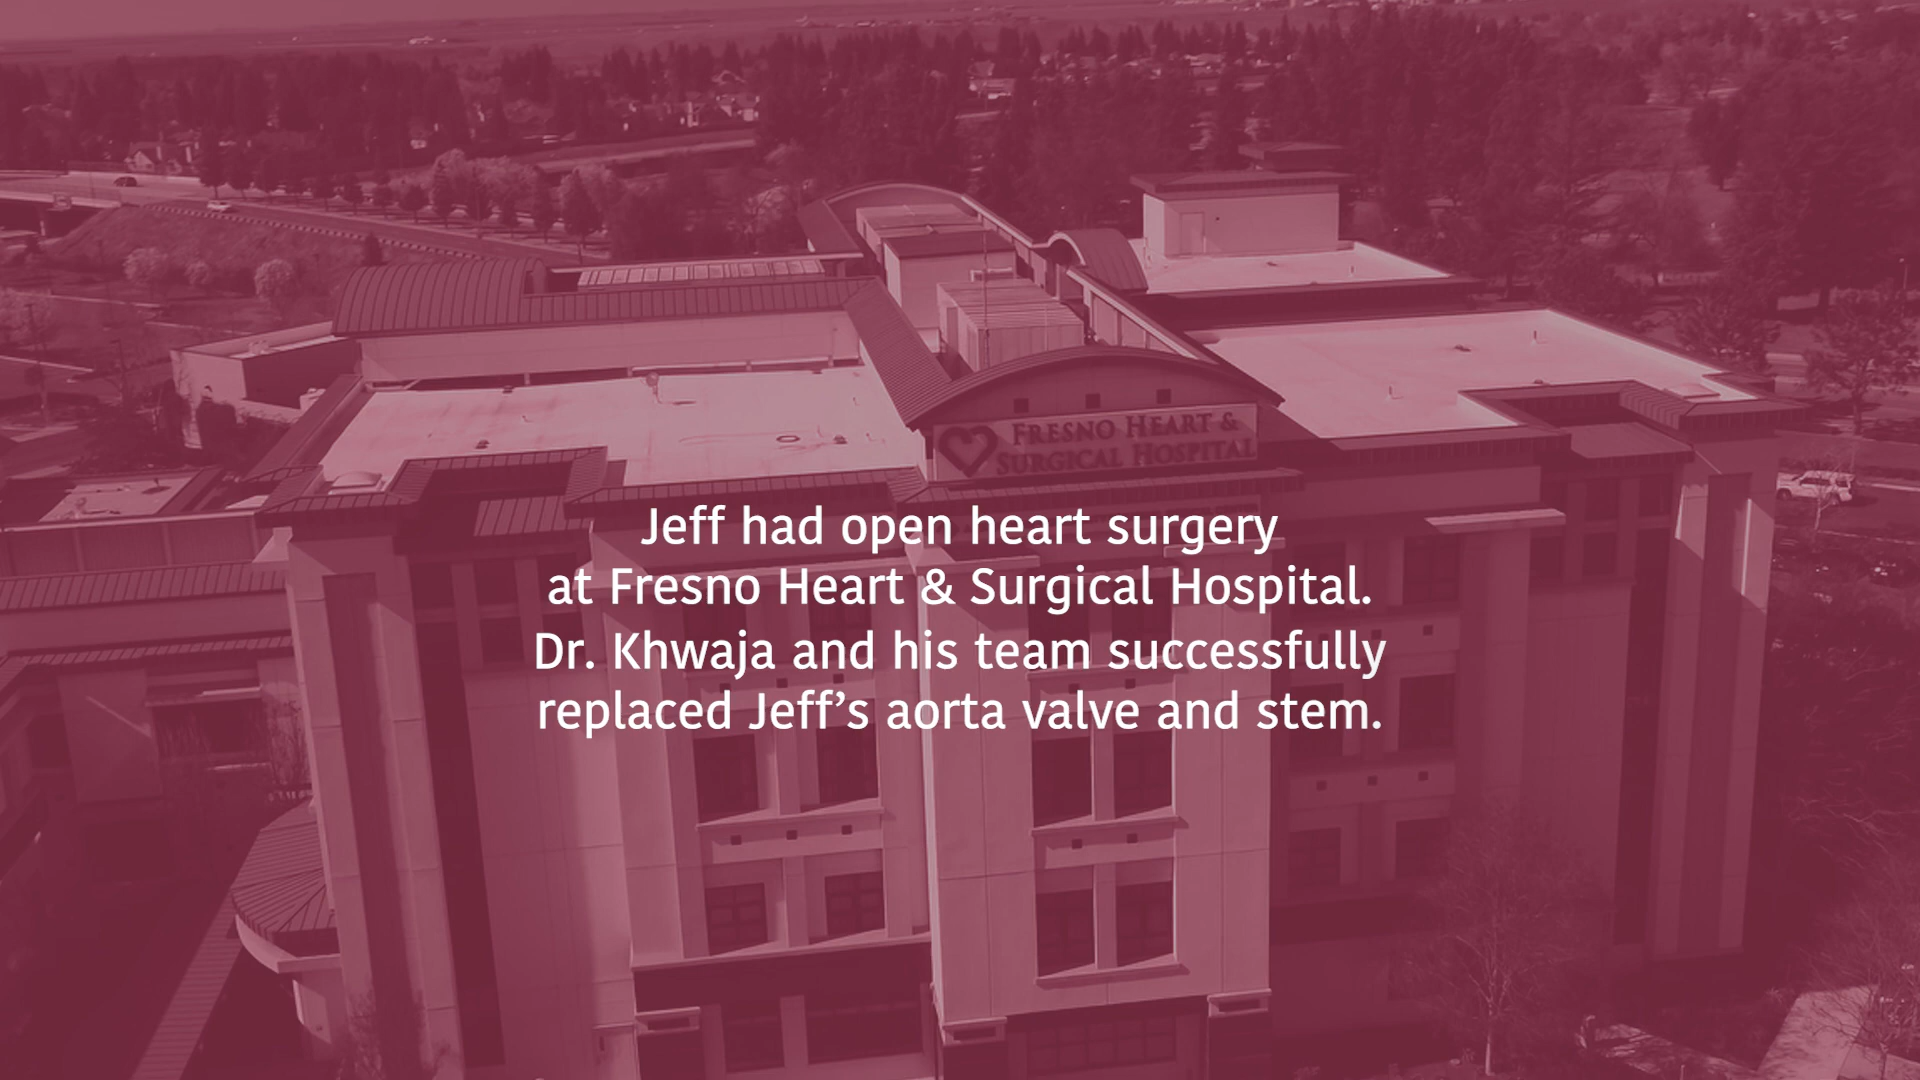 FRESNO HEART &
SURGICAL HOSPITAL
Jeff had open heart surgery
at Fresno Heart & Surgical Hospital.
Dr. Khwaja and his team successfully
replaced Jeff’s aorta valve and stem.